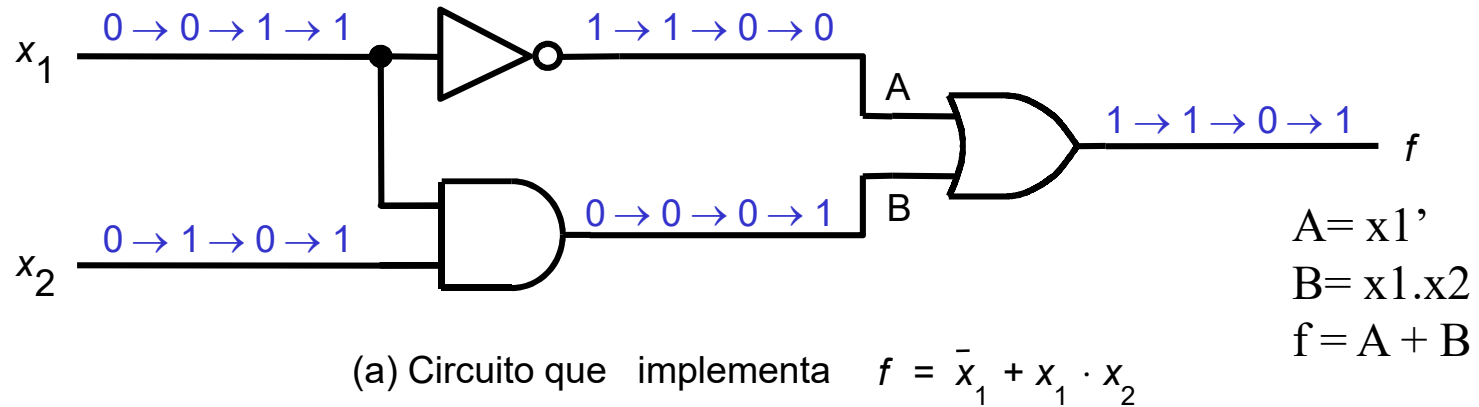 0 → 0 → 1 → 1
1 → 1 → 0 → 0
x₁
A
1 → 1 → 0 → 1
f
0 → 1 → 0 → 1
0 → 0 → 0 → 1
B
x₂
A= x1’
B= x1.x2
f = A + B
(a) Circuito que implementa f = x̄₁ + x₁ · x₂